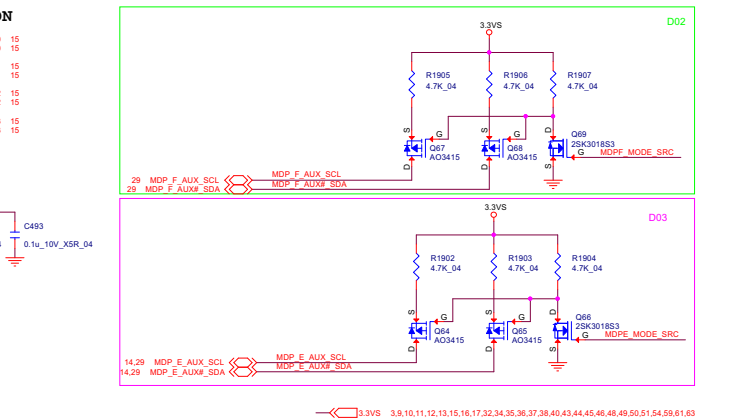 ON
15
15
15
15
15
15
15
15
D02
3.3VS
R1905
4.7K_04
R1906
4.7K_04
R1907
4.7K_04
S
G
D
Q67
AO3415
S
G
D
Q68
AO3415
D
G
S
Q69
2SK3018S3
MDPF_MODE_SRC
29 MDP_F_AUX_SCL
MDP_F_AUX_SCL
29 MDP_F_AUX#_SDA
MDP_F_AUX#_SDA
C493
0.1u_10V_X5R_04
D03
3.3VS
R1902
4.7K_04
R1903
4.7K_04
R1904
4.7K_04
S
G
D
Q64
AO3415
S
G
D
Q65
AO3415
D
G
S
Q66
2SK3018S3
MDPE_MODE_SRC
14,29 MDP_E_AUX_SCL
MDP_E_AUX_SCL
14,29 MDP_E_AUX#_SDA
MDP_E_AUX#_SDA
3.3VS 3,9,10,11,12,13,15,16,17,32,34,35,36,37,38,40,43,44,45,46,48,49,50,51,54,59,61,63